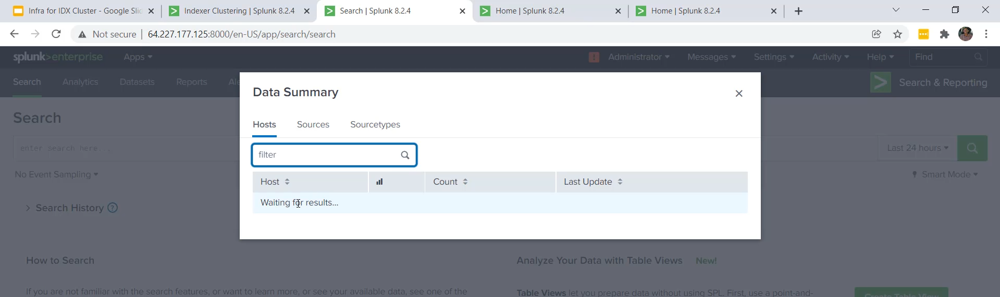 Infra for IDX Cluster - Google Slid
Indexer Clustering | Splunk 8.2.4
Search | Splunk 8.2.4
Home | Splunk 8.2.4
Home | Splunk 8.2.4
Not secure | 64.227.177.125:8000/en-US/app/search/search
splunk>enterprise Apps
! Administrator Messages Settings Activity Help Find
Search Analytics Datasets Reports Ale
> Search & Reporting
Data Summary
Search
Hosts Sources Sourcetypes
enter search here...
filter
Last 24 hours
No Event Sampling
Smart Mode
Host Count Last Update
Waiting for results...
> Search History ?
How to Search
Analyze Your Data with Table Views New!
If you are not familiar with the search features, or want to learn more, or see your available data, see one of the
Table Views let you prepare data without using SPL. First, use a point-and-
Create Table View